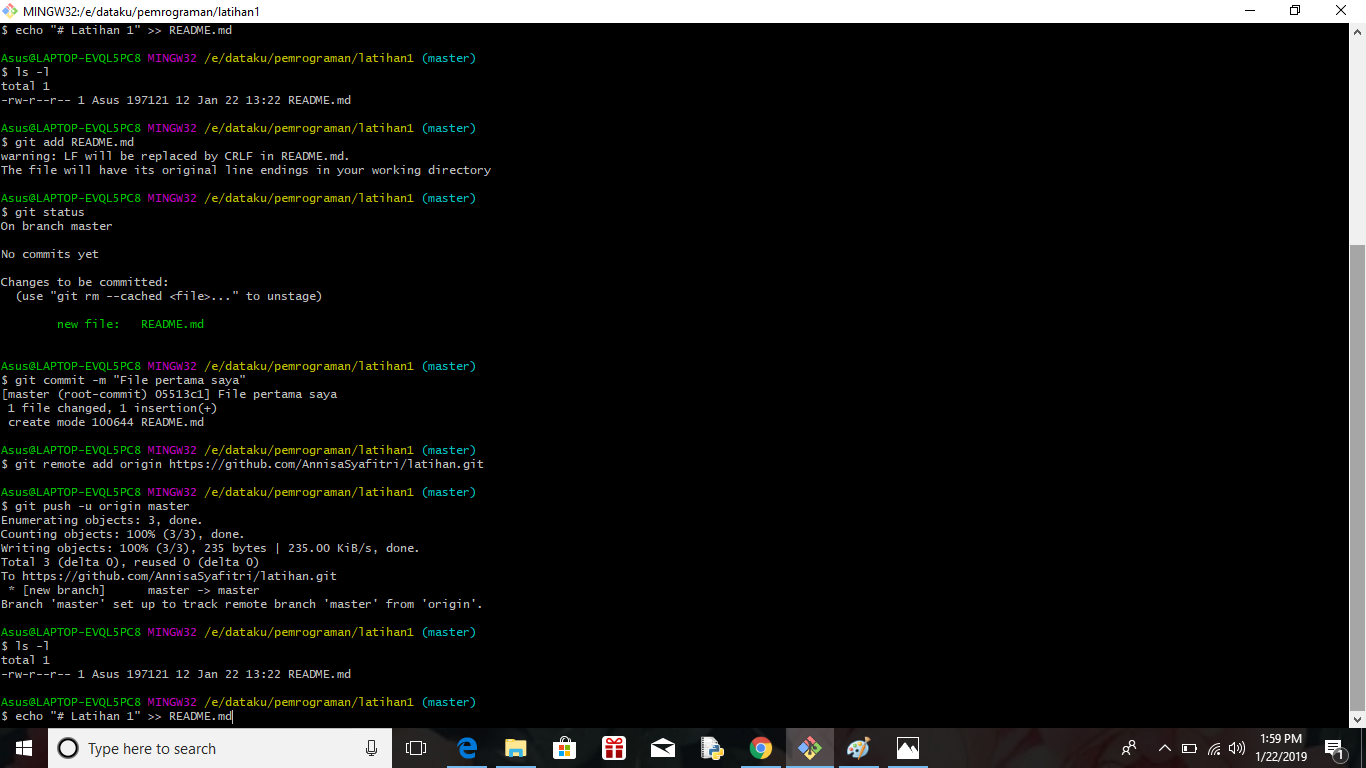 MINGW32:/e/dataku/pemrograman/latihan1
$ echo "# Latihan 1" >> README.md
Asus@LAPTOP-EVQL5PC8 MINGW32 /e/dataku/pemrograman/latihan1 (master)
$ ls -l
total 1
-rw-r--r-- 1 Asus 197121 12 Jan 22 13:22 README.md
Asus@LAPTOP-EVQL5PC8 MINGW32 /e/dataku/pemrograman/latihan1 (master)
$ git add README.md
warning: LF will be replaced by CRLF in README.md.
The file will have its original line endings in your working directory
Asus@LAPTOP-EVQL5PC8 MINGW32 /e/dataku/pemrograman/latihan1 (master)
$ git status
On branch master
No commits yet
Changes to be committed:
  (use "git rm --cached <file>..." to unstage)
        new file:   README.md
Asus@LAPTOP-EVQL5PC8 MINGW32 /e/dataku/pemrograman/latihan1 (master)
$ git commit -m "File pertama saya"
[master (root-commit) 05513c1] File pertama saya
 1 file changed, 1 insertion(+)
 create mode 100644 README.md
Asus@LAPTOP-EVQL5PC8 MINGW32 /e/dataku/pemrograman/latihan1 (master)
$ git remote add origin https://github.com/AnnisaSyafitri/latihan.git
Asus@LAPTOP-EVQL5PC8 MINGW32 /e/dataku/pemrograman/latihan1 (master)
$ git push -u origin master
Enumerating objects: 3, done.
Counting objects: 100% (3/3), done.
Writing objects: 100% (3/3), 235 bytes | 235.00 KiB/s, done.
Total 3 (delta 0), reused 0 (delta 0)
To https://github.com/AnnisaSyafitri/latihan.git
 * [new branch]      master -> master
Branch 'master' set up to track remote branch 'master' from 'origin'.
Asus@LAPTOP-EVQL5PC8 MINGW32 /e/dataku/pemrograman/latihan1 (master)
$ ls -l
total 1
-rw-r--r-- 1 Asus 197121 12 Jan 22 13:22 README.md
Asus@LAPTOP-EVQL5PC8 MINGW32 /e/dataku/pemrograman/latihan1 (master)
$ echo "# Latihan 1" >> README.md
Type here to search
1:59 PM
1/22/2019
1